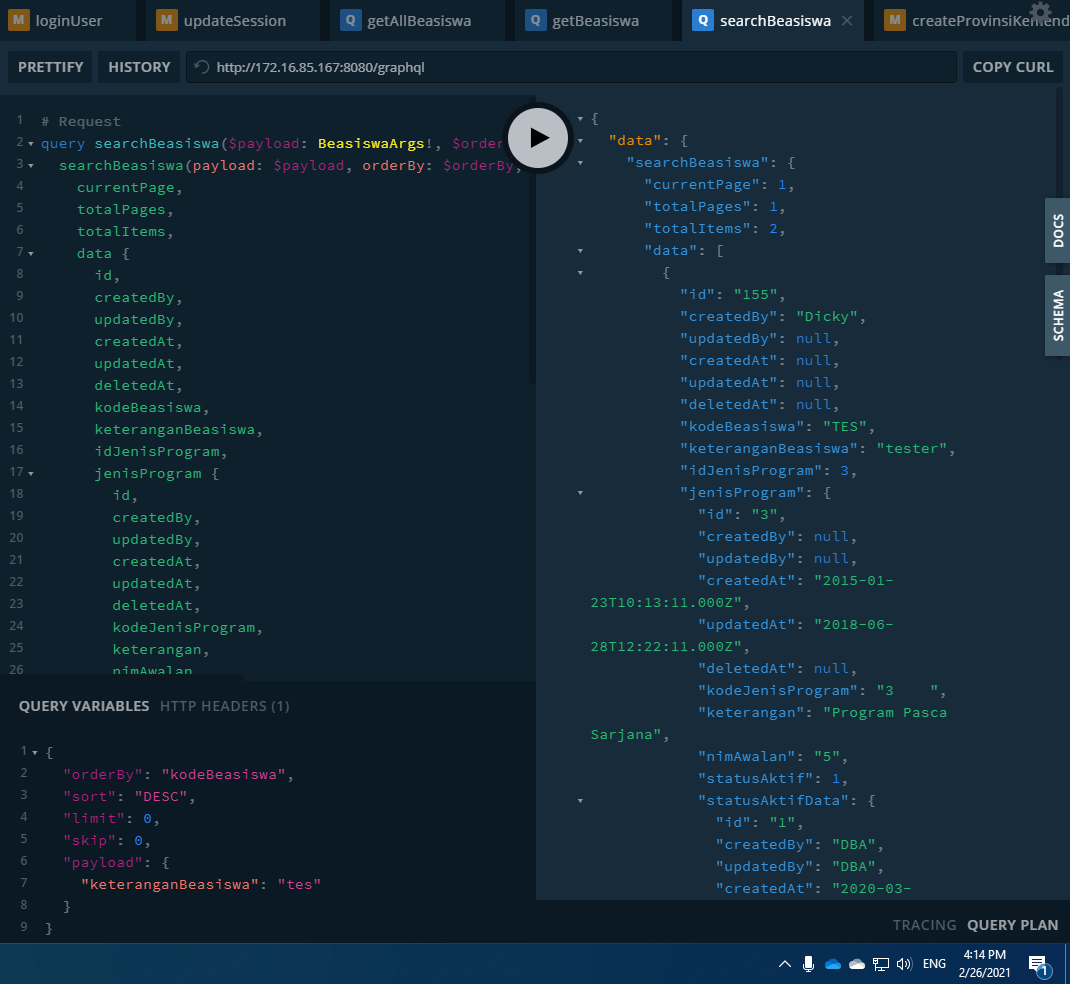 M loginUser
M updateSession
Q getAllBeasiswa
Q getBeasiswa
Q searchBeasiswa
M createProvinsiKemend
PRETTIFY
HISTORY
http://172.16.85.167:8080/graphql
COPY CURL
1 # Request
2 query searchBeasiswa($payload: BeasiswaArgs!, $order
3 searchBeasiswa(payload: $payload, orderBy: $orderBy,
4 currentPage,
5 totalPages,
6 totalItems,
7 data {
8 id,
9 createdBy,
10 updatedBy,
11 createdAt,
12 updatedAt,
13 deletedAt,
14 kodeBeasiswa,
15 keteranganBeasiswa,
16 idJenisProgram,
17 jenisProgram {
18 id,
19 createdBy,
20 updatedBy,
21 createdAt,
22 updatedAt,
23 deletedAt,
24 kodeJenisProgram,
25 keterangan,
26 nimAwalan
QUERY VARIABLES HTTP HEADERS (1)
1 {
2 "orderBy": "kodeBeasiswa",
3 "sort": "DESC",
4 "limit": 0,
5 "skip": 0,
6 "payload": {
7 "keteranganBeasiswa": "tes"
8 }
9 }
{
"data": {
"searchBeasiswa": {
"currentPage": 1,
"totalPages": 1,
"totalItems": 2,
"data": [
{
"id": "155",
"createdBy": "Dicky",
"updatedBy": null,
"createdAt": null,
"updatedAt": null,
"deletedAt": null,
"kodeBeasiswa": "TES",
"keteranganBeasiswa": "tester",
"idJenisProgram": 3,
"jenisProgram": {
"id": "3",
"createdBy": null,
"updatedBy": null,
"createdAt": "2015-01-
23T10:13:11.000Z",
"updatedAt": "2018-06-
28T12:22:11.000Z",
"deletedAt": null,
"kodeJenisProgram": "3    ",
"keterangan": "Program Pasca
Sarjana",
"nimAwalan": "5",
"statusAktif": 1,
"statusAktifData": {
"id": "1",
"createdBy": "DBA",
"updatedBy": "DBA",
"createdAt": "2020-03-
DOCS
SCHEMA
TRACING QUERY PLAN
ENG
4:14 PM
2/26/2021
1